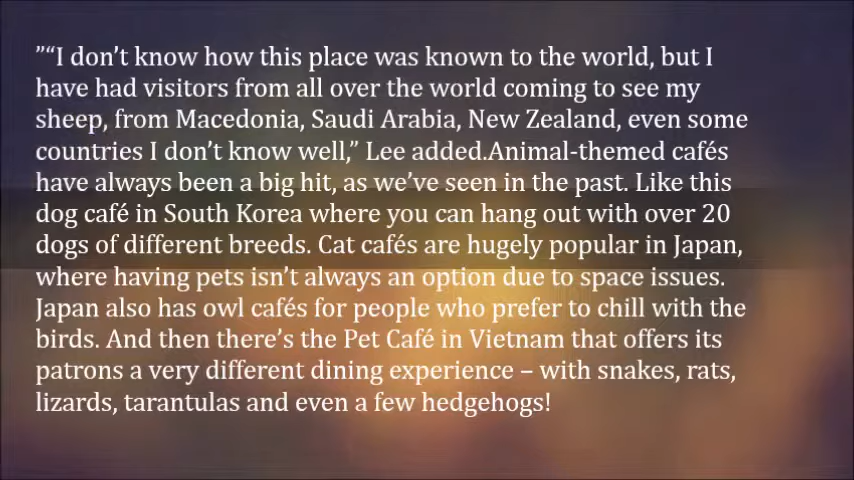 ”“I don’t know how this place was known to the world, but I
have had visitors from all over the world coming to see my
sheep, from Macedonia, Saudi Arabia, New Zealand, even some
countries I don’t know well,” Lee added.Animal-themed cafés
have always been a big hit, as we’ve seen in the past. Like this
dog café in South Korea where you can hang out with over 20
dogs of different breeds. Cat cafés are hugely popular in Japan,
where having pets isn’t always an option due to space issues.
Japan also has owl cafés for people who prefer to chill with the
birds. And then there’s the Pet Café in Vietnam that offers its
patrons a very different dining experience – with snakes, rats,
lizards, tarantulas and even a few hedgehogs!